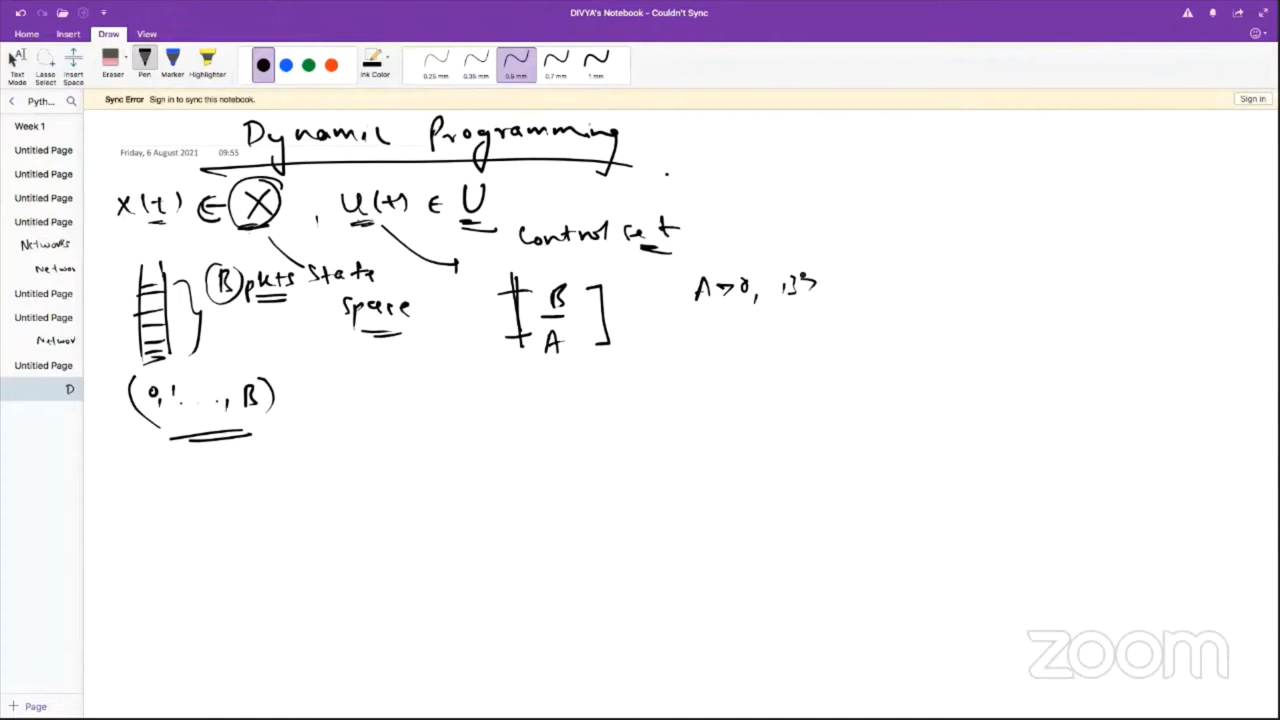 DIVYA's Notebook - Couldn't Sync
Home Insert Draw View
Text Mode
Lasso Select
Insert Space
Eraser
Pen
Marker
Highlighter
Ink Color
0.25 mm
0.35 mm
0.5 mm
0.7 mm
1 mm
Pyth...
Sync Error Sign in to sync this notebook.
Sign in
Week 1
Untitled Page
Untitled Page
Untitled Page
Untitled Page
Networks
Networ
Untitled Page
Untitled Page
Networ
Untitled Page
D
+ Page
Dynamic Programming
Friday, 6 August 2021 09:55
X(t) ∈ X , U(t) ∈ U
Control set
B pkts State Space
B
A
A → 0,
(0, 1, ..., B)
zoom